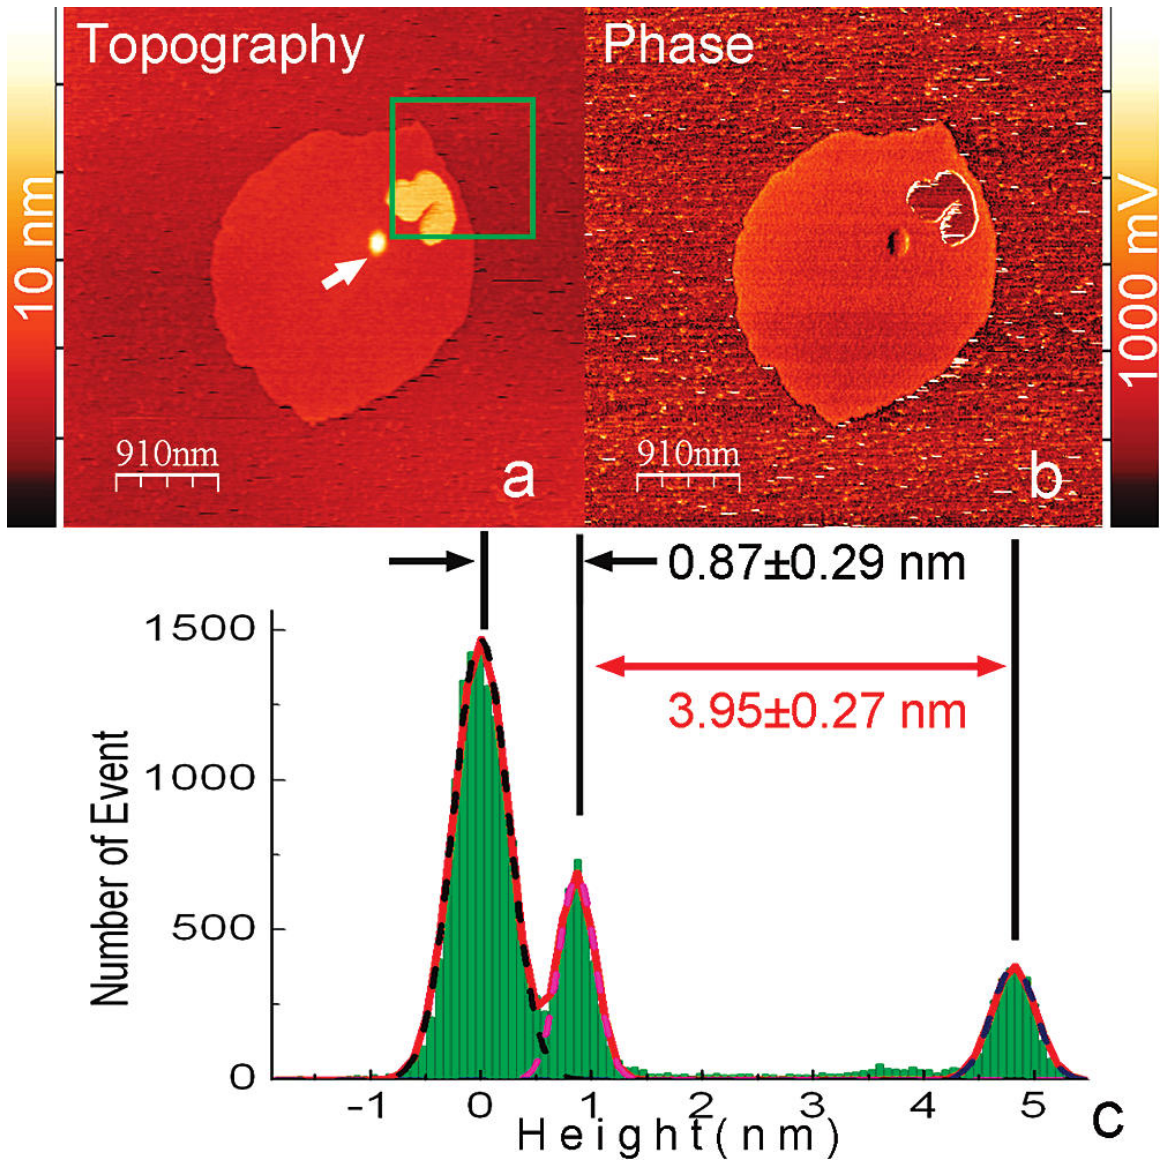 Topography
Phase
10 nm
1000 mV
910nm
a
910nm
b
0.87±0.29 nm
3.95±0.27 nm
1500
1000
500
0
Number of Event
-1 0 1 2 3 4 5
Height(nm)
c